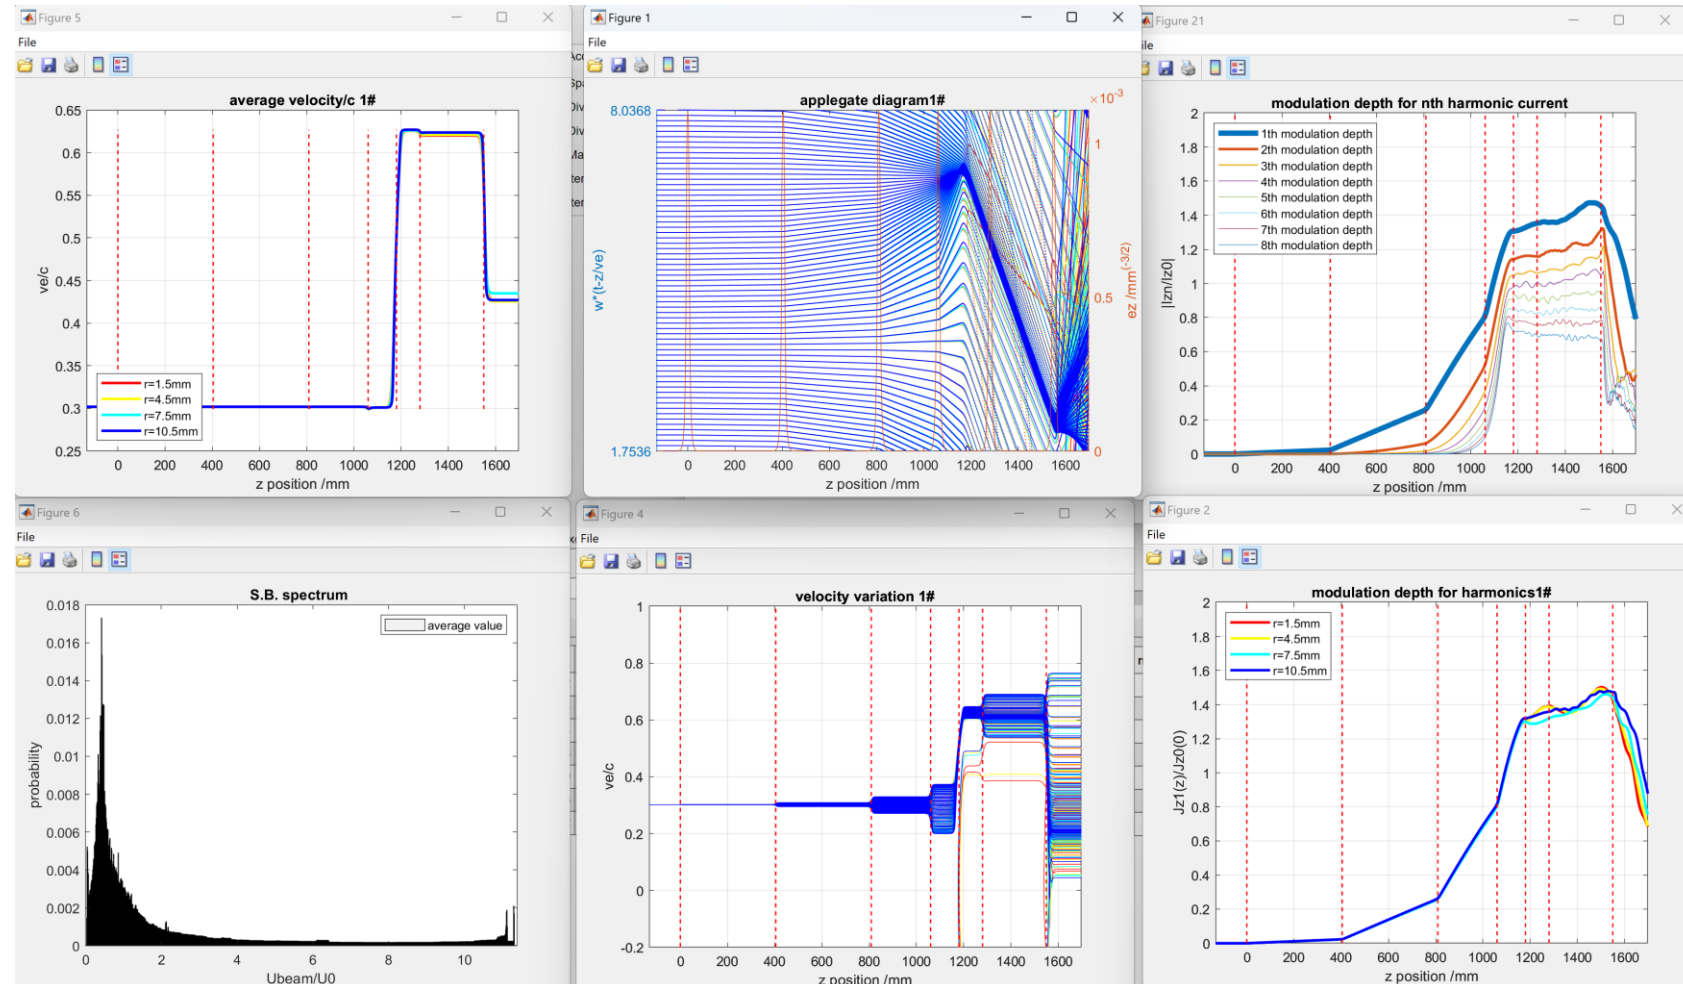 Figure 5
File
average velocity/c 1#
0.65
0.6
0.55
0.5
0.45
0.4
0.35
0.3
0.25
ve/c
r=1.5mm
r=4.5mm
r=7.5mm
r=10.5mm
0 200 400 600 800 1000 1200 1400 1600
z position /mm
Figure 1
File
applegate diagram1#
×10⁻³
8.0368
1.7536
w*(t-z/ve)
1
0.5
0
ez /mm^(-3/2)
0 200 400 600 800 1000 1200 1400 1600
z position /mm
Figure 21
ile
modulation depth for nth harmonic current
2
1.8
1.6
1.4
1.2
1
0.8
0.6
0.4
0.2
0
|Izn/Iz0|
1th modulation depth
2th modulation depth
3th modulation depth
4th modulation depth
5th modulation depth
6th modulation depth
7th modulation depth
8th modulation depth
0 200 400 600 800 1000 1200 1400 1600
z position /mm
Figure 6
File
S.B. spectrum
0.018
0.016
0.014
0.012
0.010
0.008
0.006
0.004
0.002
0
probability
average value
0 2 4 6 8 10
Ubeam/U0
Figure 4
File
velocity variation 1#
1
0.8
0.6
0.4
0.2
0
-0.2
ve/c
0 200 400 600 800 1000 1200 1400 1600
z position /mm
Figure 2
File
modulation depth for harmonics1#
2
1.8
1.6
1.4
1.2
1
0.8
0.6
0.4
0.2
0
Jz1(z)/Jz0(0)
r=1.5mm
r=4.5mm
r=7.5mm
r=10.5mm
0 200 400 600 800 1000 1200 1400 1600
z position /mm